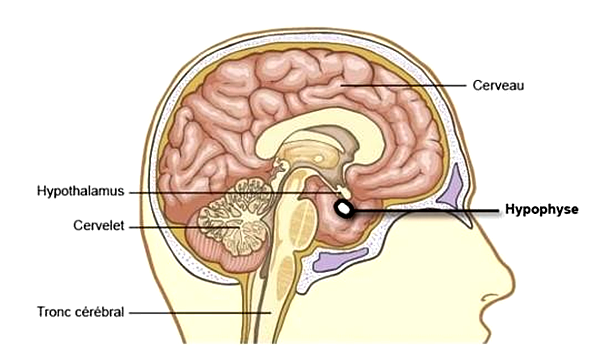 Cerveau
Hypothalamus
Hypophyse
Cervelet
Tronc cérébral